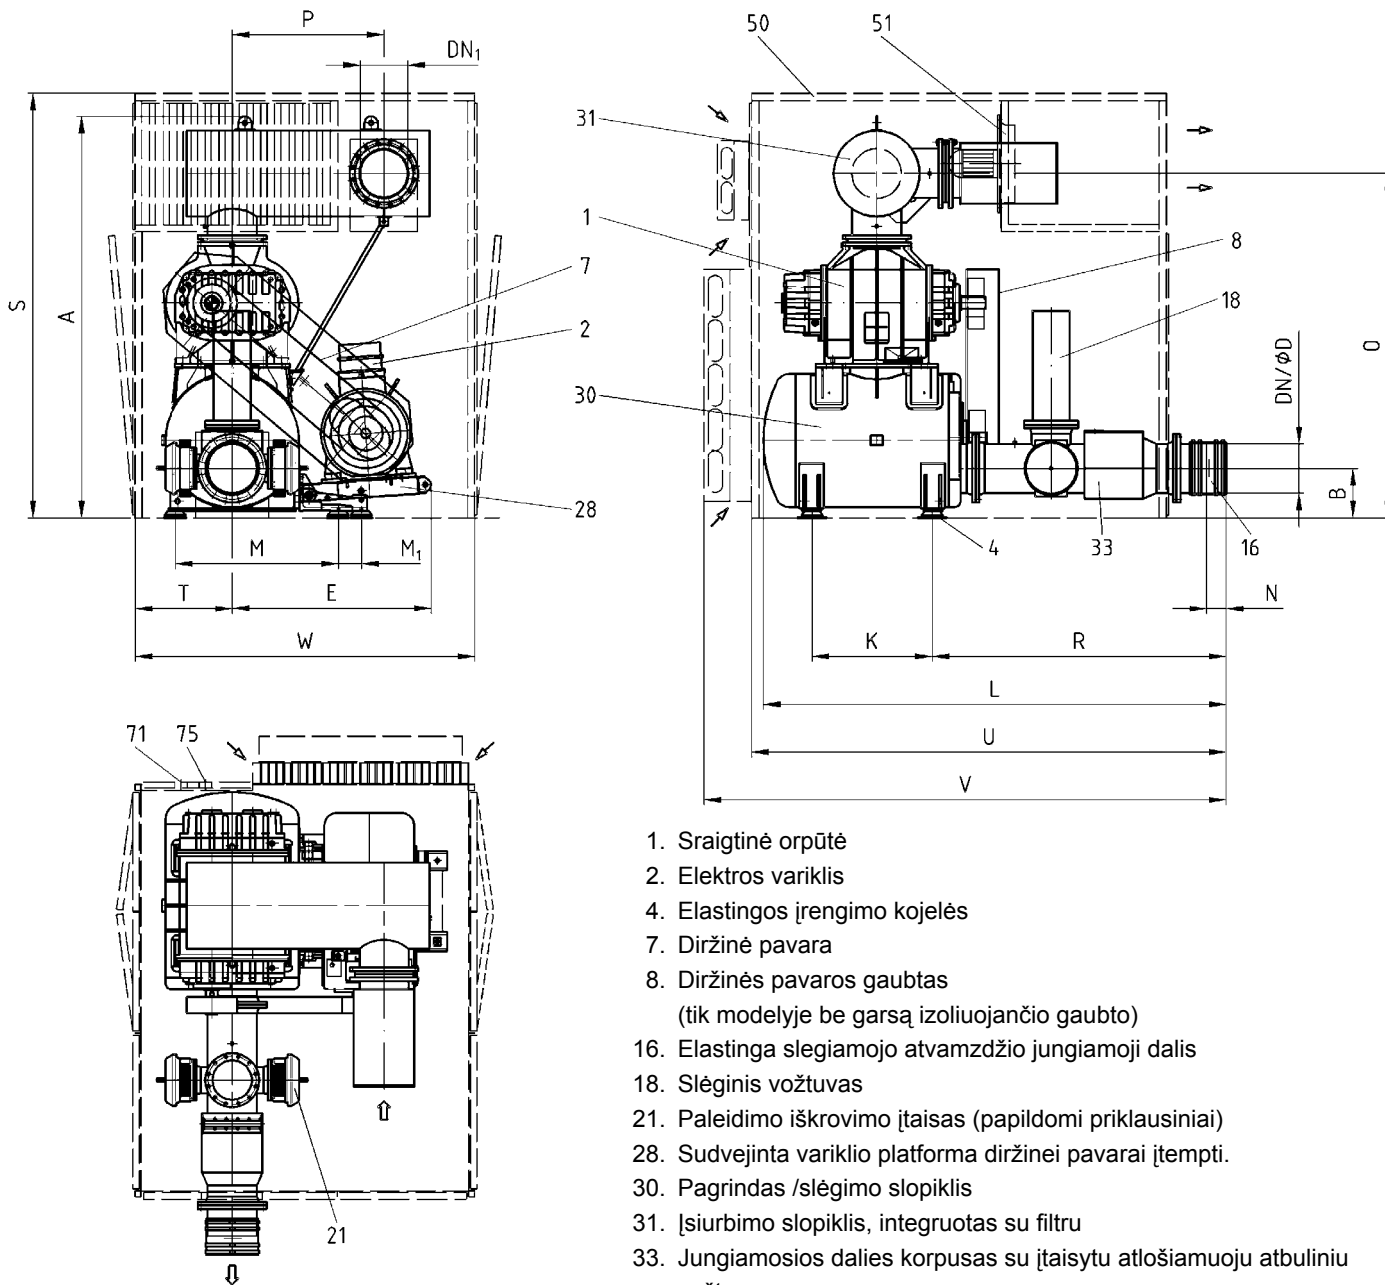 P
DN₁
50
51
31
S
A
7
2
1
8
18
O
30
DN/ϕD
28
B
4
33
16
M
M₁
N
T
E
W
K
R
L
U
V
71
75
21
1. Sraigtinė orpūtė
2. Elektros variklis
4. Elastingos įrengimo kojelės
7. Diržinė pavara
8. Diržinės pavaros gaubtas
(tik modelyje be garsą izoliuojančio gaubto)
16. Elastinga slegiamojo atvamzdžio jungiamoji dalis
18. Slėginis vožtuvas
21. Paleidimo iškrovimo įtaisas (papildomi priklausiniai)
28. Sudvejinta variklio platforma diržinei pavarai įtempti.
30. Pagrindas /slėgimo slopiklis
31. Įsiurbimo slopiklis, integruotas su filtru
33. Jungiamosios dalies korpusas su įtaisytu atlošiamuoju atbuliniu